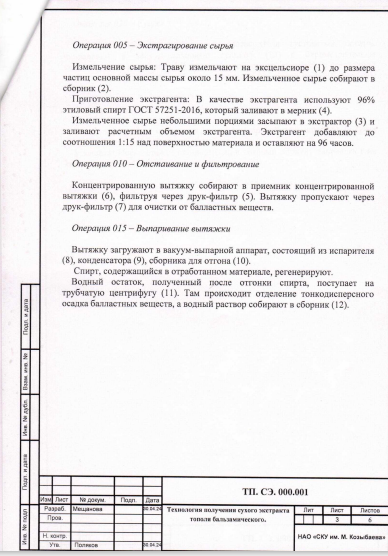 Операция 005 – Экстрагирование сырья
Измельчение сырья: Траву измельчают на эксцельсиоре (1) до размера
частиц основной массы сырья около 15 мм. Измельченное сырье собирают в
сборник (2).
Приготовление экстрагента: В качестве экстрагента используют 96%
этиловый спирт ГОСТ 57251-2016, который заливают в мерник (4).
Измельченное сырье небольшими порциями засыпают в экстрактор (3) и
заливают расчетным объемом экстрагента. Экстрагент добавляют до
соотношения 1:15 над поверхностью материала и оставляют на 96 часов.
Операция 010 – Отстаивание и фильтрование
Концентрированную вытяжку собирают в приемник концентрированной
вытяжки (6), фильтруя через друк-фильтр (5). Вытяжку пропускают через
друк-фильтр (7) для очистки от балластных веществ.
Операция 015 – Выпаривание вытяжки
Вытяжку загружают в вакуум-выпарной аппарат, состоящий из испарителя
(8), конденсатора (9), сборника для отгона (10).
Спирт, содержащийся в отработанном материале, регенерируют.
Водный остаток, полученный после отгонки спирта, поступает на
трубчатую центрифугу (11). Там происходит отделение тонкодисперсного
осадка балластных веществ, а водный раствор собирают в сборник (12).
Подп. и дата
Взам. инв. №
Инв. № дубл.
Подп. и дата
Инв. № подл.
ТП. СЭ. 000.001
Изм Лист № докум. Подп. Дата
Разраб. Мещанова 30.04.24
Пров.
Н. контр.
Утв. Поляков 30.04.24
Технология получения сухого экстракта
тополя бальзамического.
Лит Лист Листов
3 6
НАО «СКУ им. М. Козыбаева»